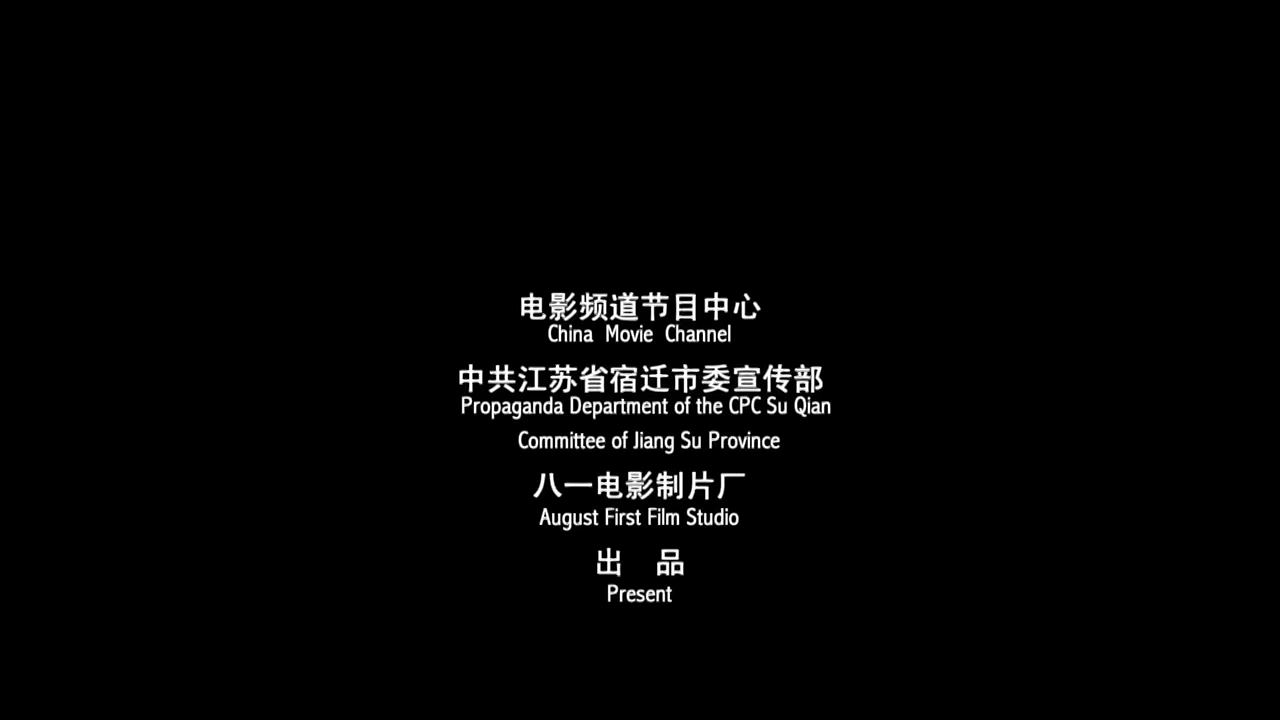 电影频道节目中心
China Movie Channel
中共江苏省宿迁市委宣传部
Propaganda Department of the CPC Su Qian
Committee of Jiang Su Province
八一电影制片厂
August First Film Studio
出 品
Present